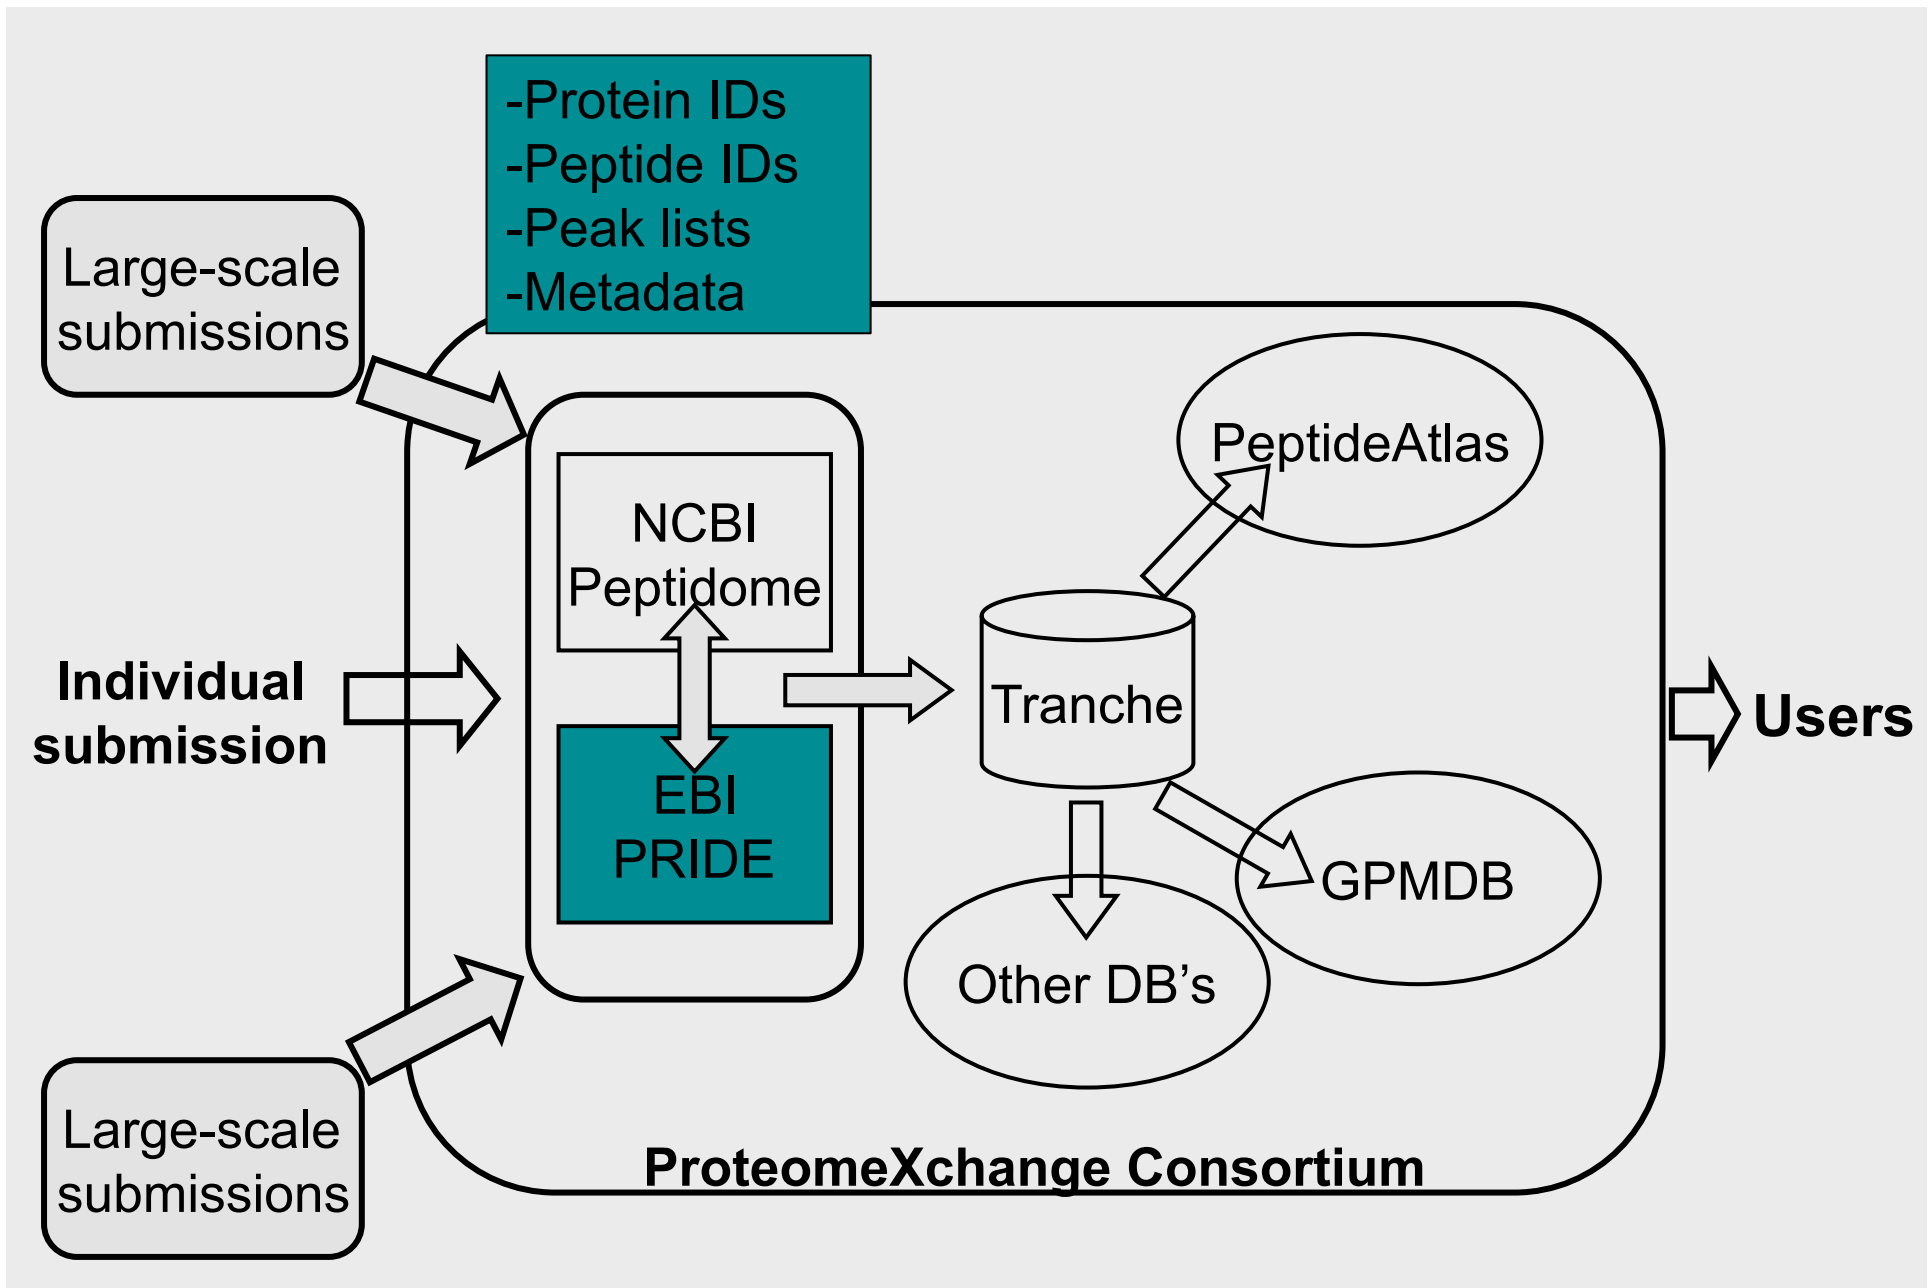 -Protein IDs
-Peptide IDs
-Peak lists
-Metadata
Large-scale
submissions
NCBI
Peptidome
PeptideAtlas
Individual
submission
Tranche
Users
EBI
PRIDE
GPMDB
Other DB’s
Large-scale
submissions
ProteomeXchange Consortium